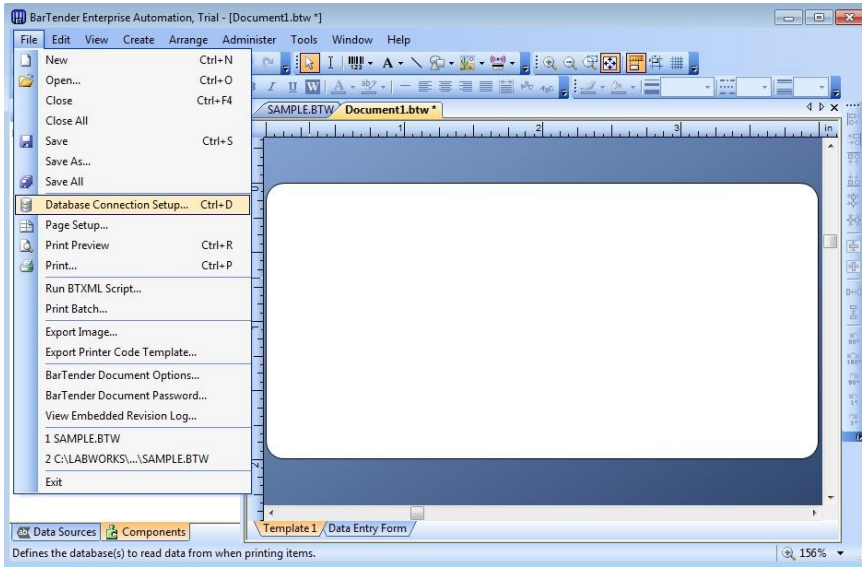 BarTender Enterprise Automation, Trial - [Document1.btw *]
File Edit View Create Arrange Administer Tools Window Help
New Ctrl+N
Open... Ctrl+O
Close Ctrl+F4
Close All
Save Ctrl+S
Save As...
Save All
Database Connection Setup... Ctrl+D
Page Setup...
Print Preview Ctrl+R
Print... Ctrl+P
Run BTXML Script...
Print Batch...
Export Image...
Export Printer Code Template...
BarTender Document Options...
BarTender Document Password...
View Embedded Revision Log...
1 SAMPLE.BTW
2 C:\LABWORKS\...\SAMPLE.BTW
Exit
SAMPLE.BTW Document1.btw *
1 2 3 in
Data Sources Components
Template 1 Data Entry Form
Defines the database(s) to read data from when printing items.
156%